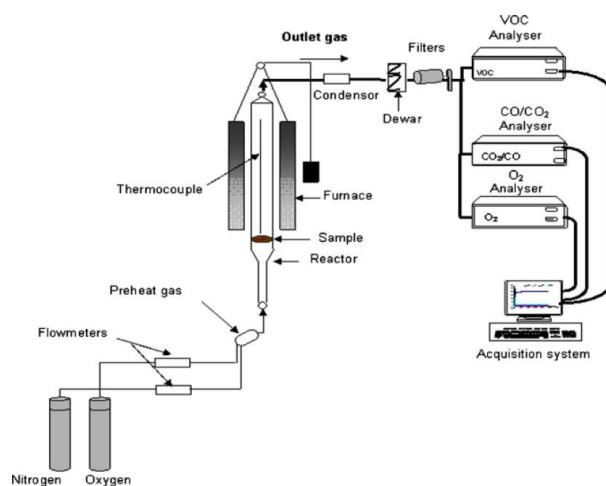 VOC
Analyser
Outlet gas
Filters
VOC
Condensor
Dewar
CO/CO₂
Analyser
CO₂/CO
Thermocouple
O₂
Analyser
Furnace
O₂
Sample
Reactor
Preheat gas
Flowmeters
Acquisition system
Nitrogen
Oxygen